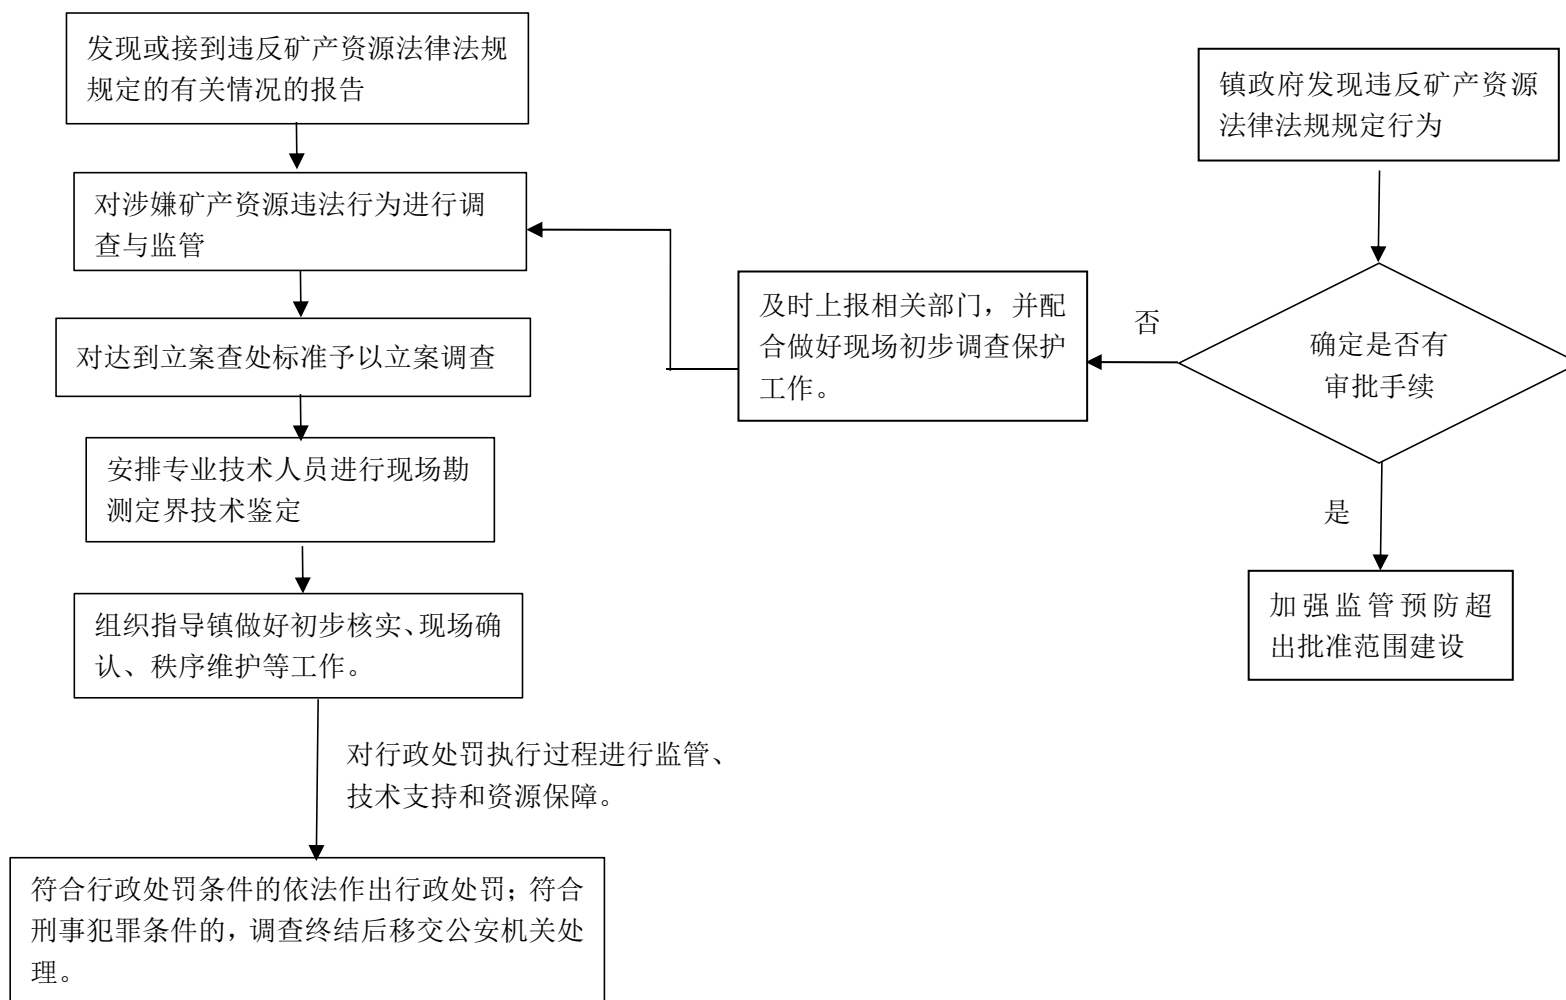 发现或接到违反矿产资源法律法规
规定的有关情况的报告
对涉嫌矿产资源违法行为进行调
查与监管
对达到立案查处标准予以立案调查
安排专业技术人员进行现场勘
测定界技术鉴定
组织指导镇做好初步核实、现场确
认、秩序维护等工作。
对行政处罚执行过程进行监管、
技术支持和资源保障。
符合行政处罚条件的依法作出行政处罚；符合
刑事犯罪条件的，调查终结后移交公安机关处
理。
镇政府发现违反矿产资源
法律法规规定行为
确定是否有
审批手续
否
及时上报相关部门，并配
合做好现场初步调查保护
工作。
是
加强监管预防超
出批准范围建设